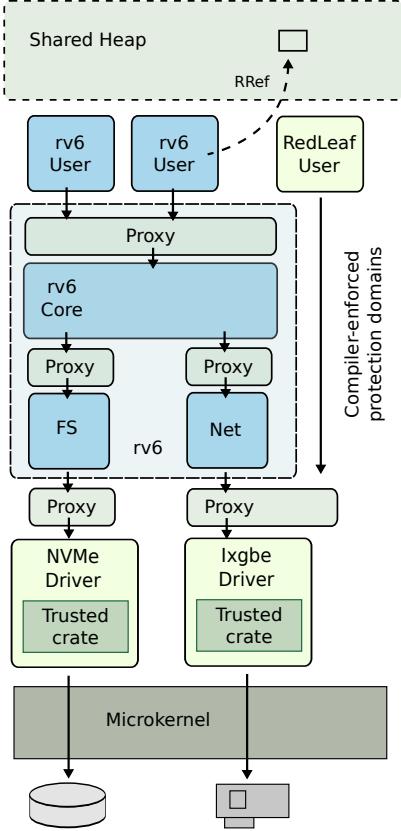 Shared Heap
RRef
rv6
User
rv6
User
RedLeaf
User
Proxy
rv6
Core
Compiler-enforced
protection domains
Proxy
Proxy
FS
Net
rv6
Proxy
Proxy
NVMe
Driver
Trusted
crate
Ixgbe
Driver
Trusted
crate
Microkernel